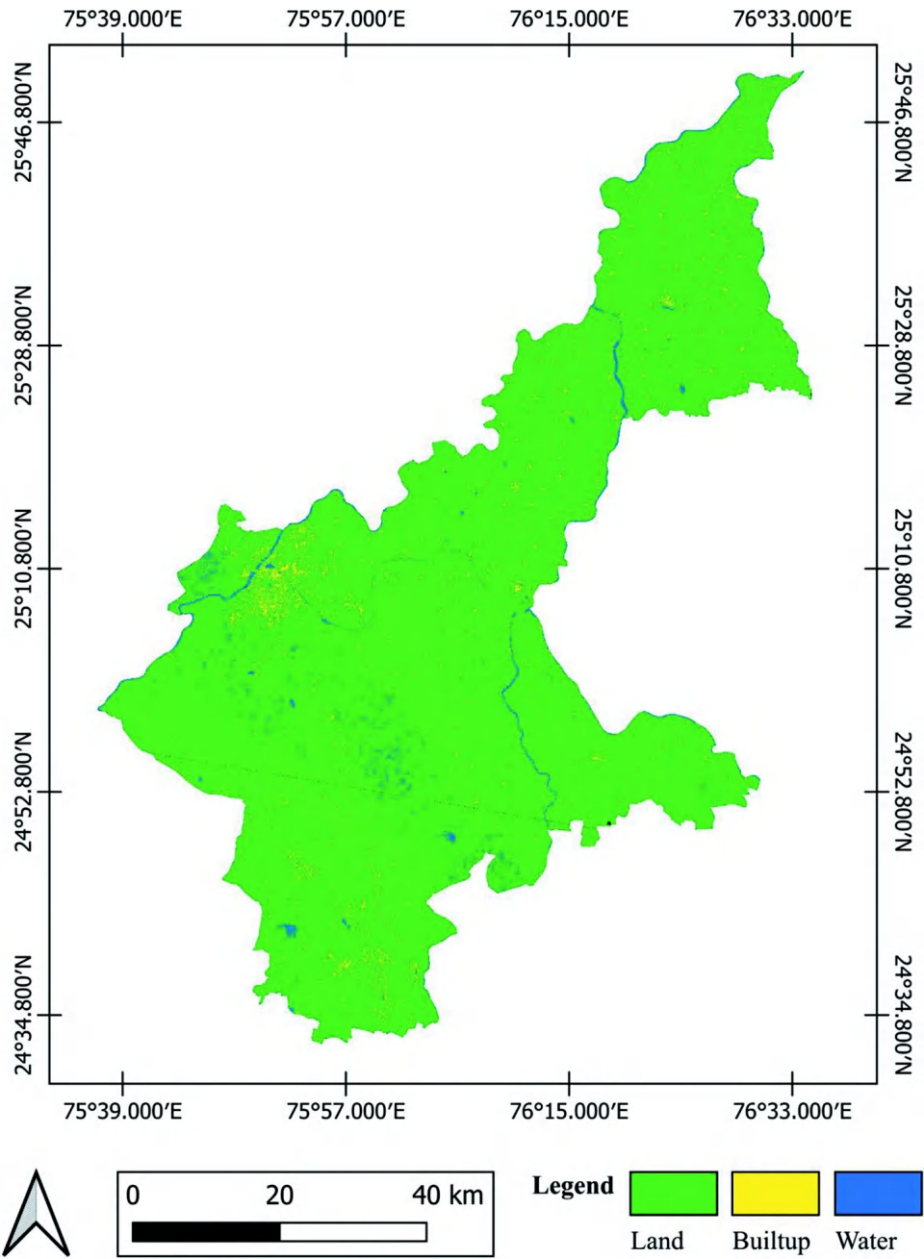 75°39.000′E 75°57.000′E 76°15.000′E 76°33.000′E
25°46.800′N 25°46.800′N
25°28.800′N 25°28.800′N
25°10.800′N 25°10.800′N
24°52.800′N 24°52.800′N
24°34.800′N 24°34.800′N
75°39.000′E 75°57.000′E 76°15.000′E 76°33.000′E
0 20 40 km
Legend
Land Builtup Water